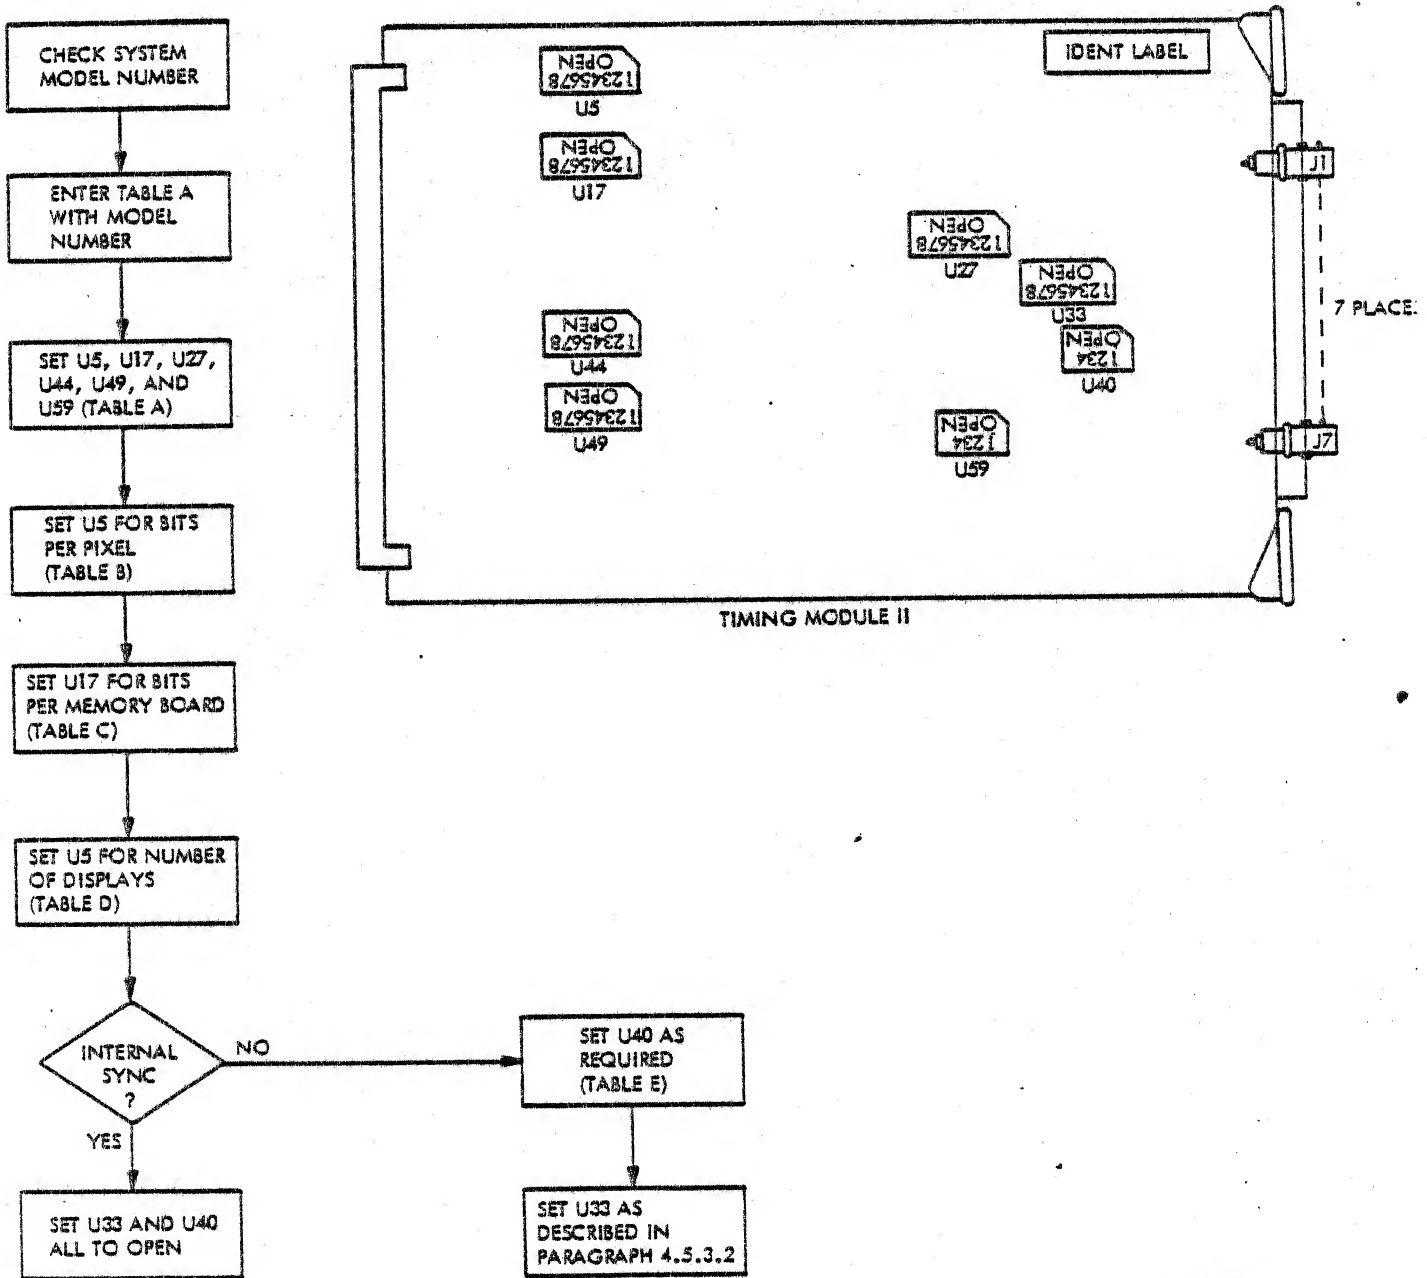 CHECK SYSTEM
MODEL NUMBER
ENTER TABLE A
WITH MODEL
NUMBER
SET U5, U17, U27,
U44, U49, AND
U59 (TABLE A)
SET U5 FOR BITS
PER PIXEL
(TABLE B)
SET U17 FOR BITS
PER MEMORY BOARD
(TABLE C)
SET U5 FOR NUMBER
OF DISPLAYS
(TABLE D)
INTERNAL
SYNC
?
NO
YES
SET U33 AND U40
ALL TO OPEN
SET U40 AS
REQUIRED
(TABLE E)
SET U33 AS
DESCRIBED IN
PARAGRAPH 4.5.3.2
IDENT LABEL
OPEN
12345678
U5
OPEN
12345678
U17
OPEN
12345678
U27
OPEN
12345678
U33
OPEN
1234
U40
OPEN
12345678
U44
OPEN
12345678
U49
OPEN
1234
U59
J1
7 PLACE
J7
TIMING MODULE II